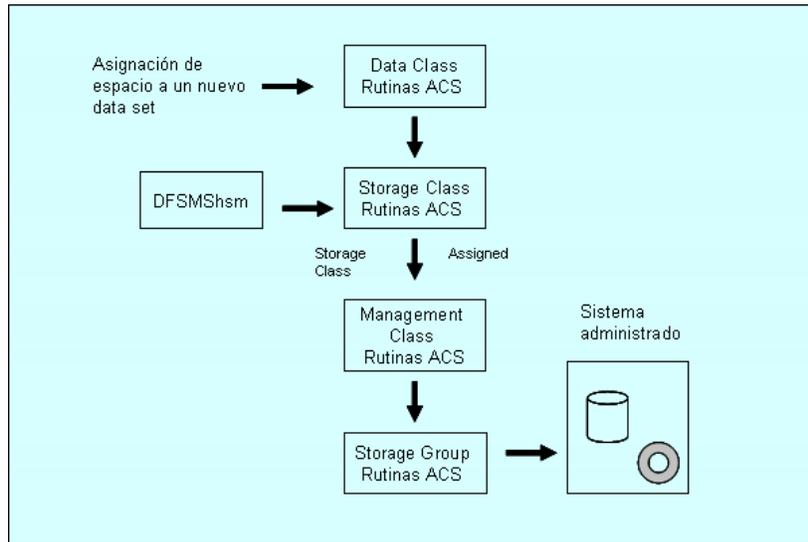 Asignación de
espacio a un nuevo
data set
Data Class
Rutinas ACS
DFSMShsm
Storage Class
Rutinas ACS
Storage
Class
Assigned
Management
Class
Rutinas ACS
Sistema
administrado
Storage Group
Rutinas ACS